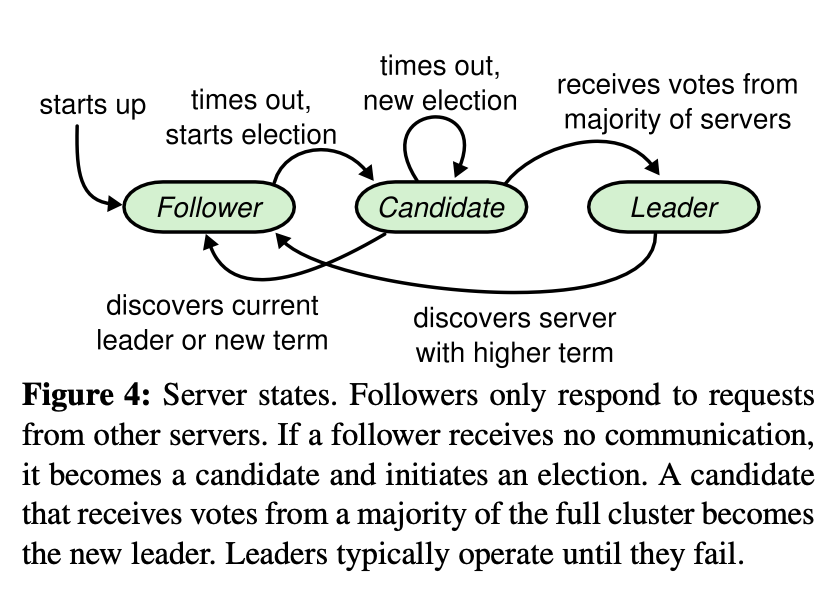 times out,
new election
receives votes from
majority of servers
starts up
times out,
starts election
Follower
Candidate
Leader
discovers current
leader or new term
discovers server
with higher term
Figure 4: Server states. Followers only respond to requests
from other servers. If a follower receives no communication,
it becomes a candidate and initiates an election. A candidate
that receives votes from a majority of the full cluster becomes
the new leader. Leaders typically operate until they fail.